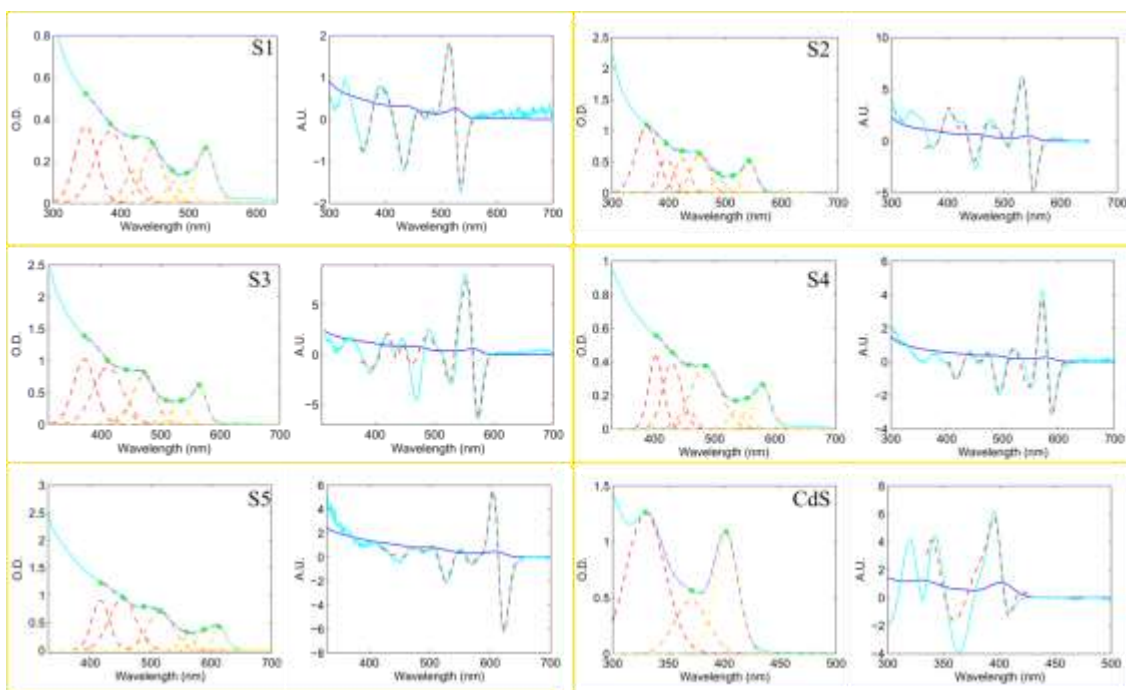 S1
O.D.
0.8
0.6
0.4
0.2
0
300 400 500 600
Wavelength (nm)
A.U.
2
1
0
−1
−2
300 400 500 600 700
Wavelength (nm)
S2
O.D.
2.5
2
1.5
1
0.5
0
300 400 500 600 700 800
Wavelength (nm)
A.U.
10
5
0
−5
300 400 500 600 700
Wavelength (nm)
S3
O.D.
2.5
2
1.5
1
0.5
0
400 500 600 700
Wavelength (nm)
A.U.
5
0
−5
400 500 600 700
Wavelength (nm)
S4
O.D.
1
0.8
0.6
0.4
0.2
0
400 500 600 700
Wavelength (nm)
A.U.
6
4
2
0
−2
−4
300 400 500 600 700
Wavelength (nm)
S5
O.D.
3
2.5
2
1.5
1
0.5
0
400 500 600 700
Wavelength (nm)
A.U.
6
4
2
0
−2
−4
−6
−8
400 500 600 700
Wavelength (nm)
CdS
O.D.
1.5
1
0.5
0
300 350 400 450 500
Wavelength (nm)
A.U.
8
6
4
2
0
−2
−4
300 350 400 450 500
Wavelength (nm)